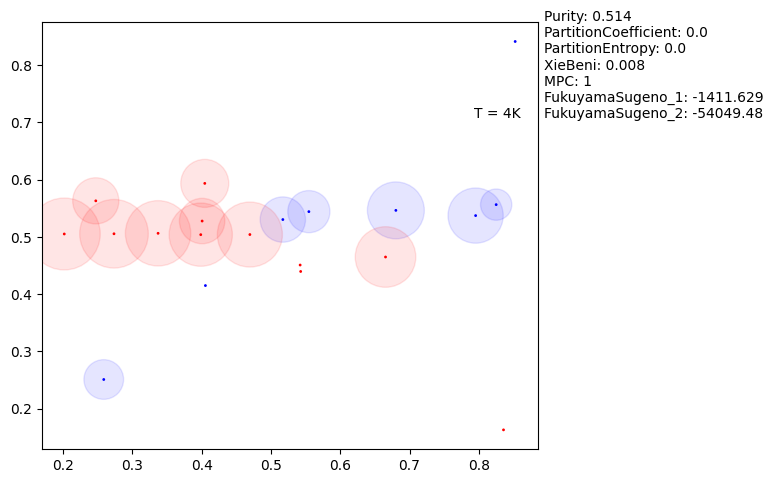 Purity: 0.514
PartitionCoefficient: 0.0
PartitionEntropy: 0.0
XieBeni: 0.008
MPC: 1
FukuyamaSugeno_1: -1411.629
FukuyamaSugeno_2: -54049.48
T = 4K
0.8
0.7
0.6
0.5
0.4
0.3
0.2
0.2 0.3 0.4 0.5 0.6 0.7 0.8